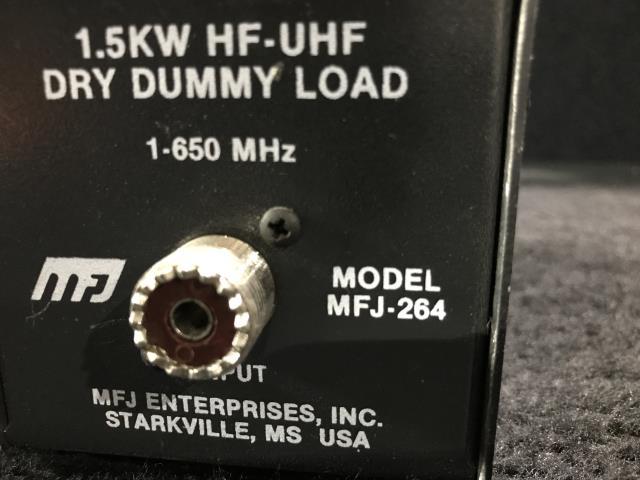 1.5KW HF-UHF
DRY DUMMY LOAD
1-650 MHz
MFJ
MODEL
MFJ-264
MFJ ENTERPRISES, INC.
STARKVILLE, MS USA